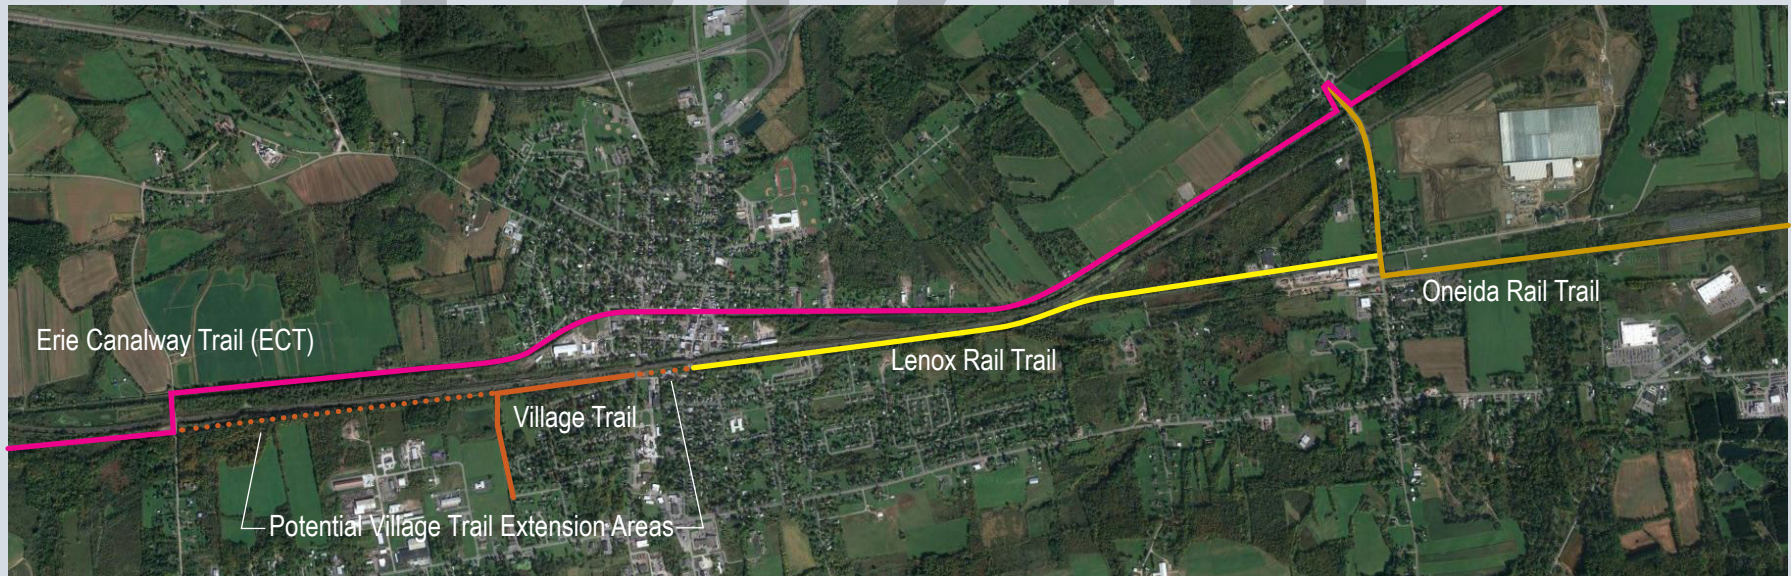 Erie Canalway Trail (ECT)
Oneida Rail Trail
Lenox Rail Trail
Village Trail
Potential Village Trail Extension Areas